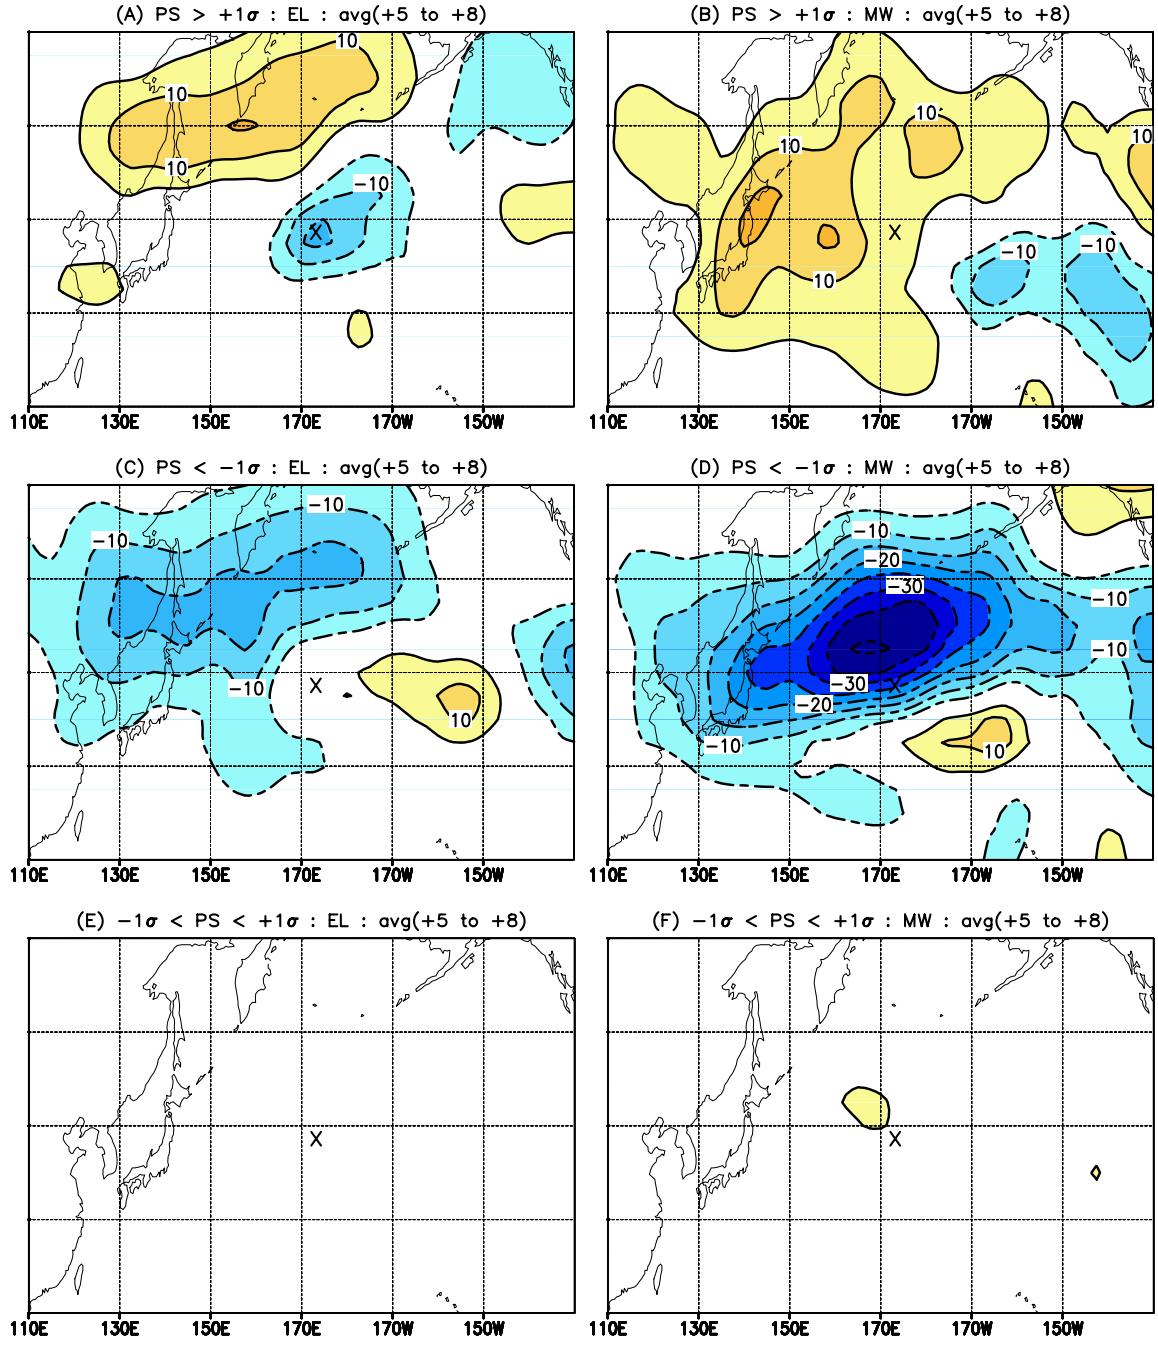 (A) PS > +1σ : EL : avg(+5 to +8)
(B) PS > +1σ : MW : avg(+5 to +8)
10
10
10
-10
X
10
10
10
10
X
-10
-10
110E 130E 150E 170E 170W 150W
110E 130E 150E 170E 170W 150W
(C) PS < -1σ : EL : avg(+5 to +8)
(D) PS < -1σ : MW : avg(+5 to +8)
-10
-10
-10
X
10
-10
-20
-30
-10
-10
-30
X
-20
-10
10
110E 130E 150E 170E 170W 150W
110E 130E 150E 170E 170W 150W
(E) -1σ < PS < +1σ : EL : avg(+5 to +8)
(F) -1σ < PS < +1σ : MW : avg(+5 to +8)
X
X
110E 130E 150E 170E 170W 150W
110E 130E 150E 170E 170W 150W